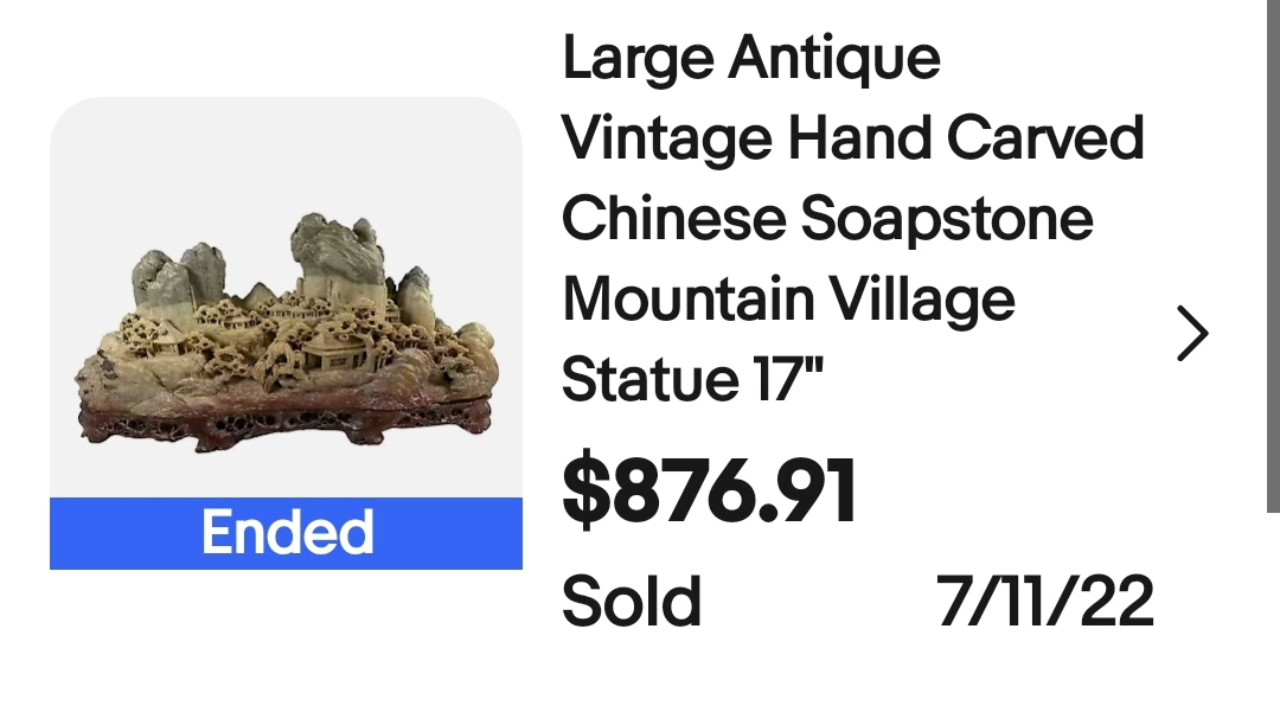 Large Antique
Vintage Hand Carved
Chinese Soapstone
Mountain Village
Statue 17"
$876.91
Ended
Sold 7/11/22